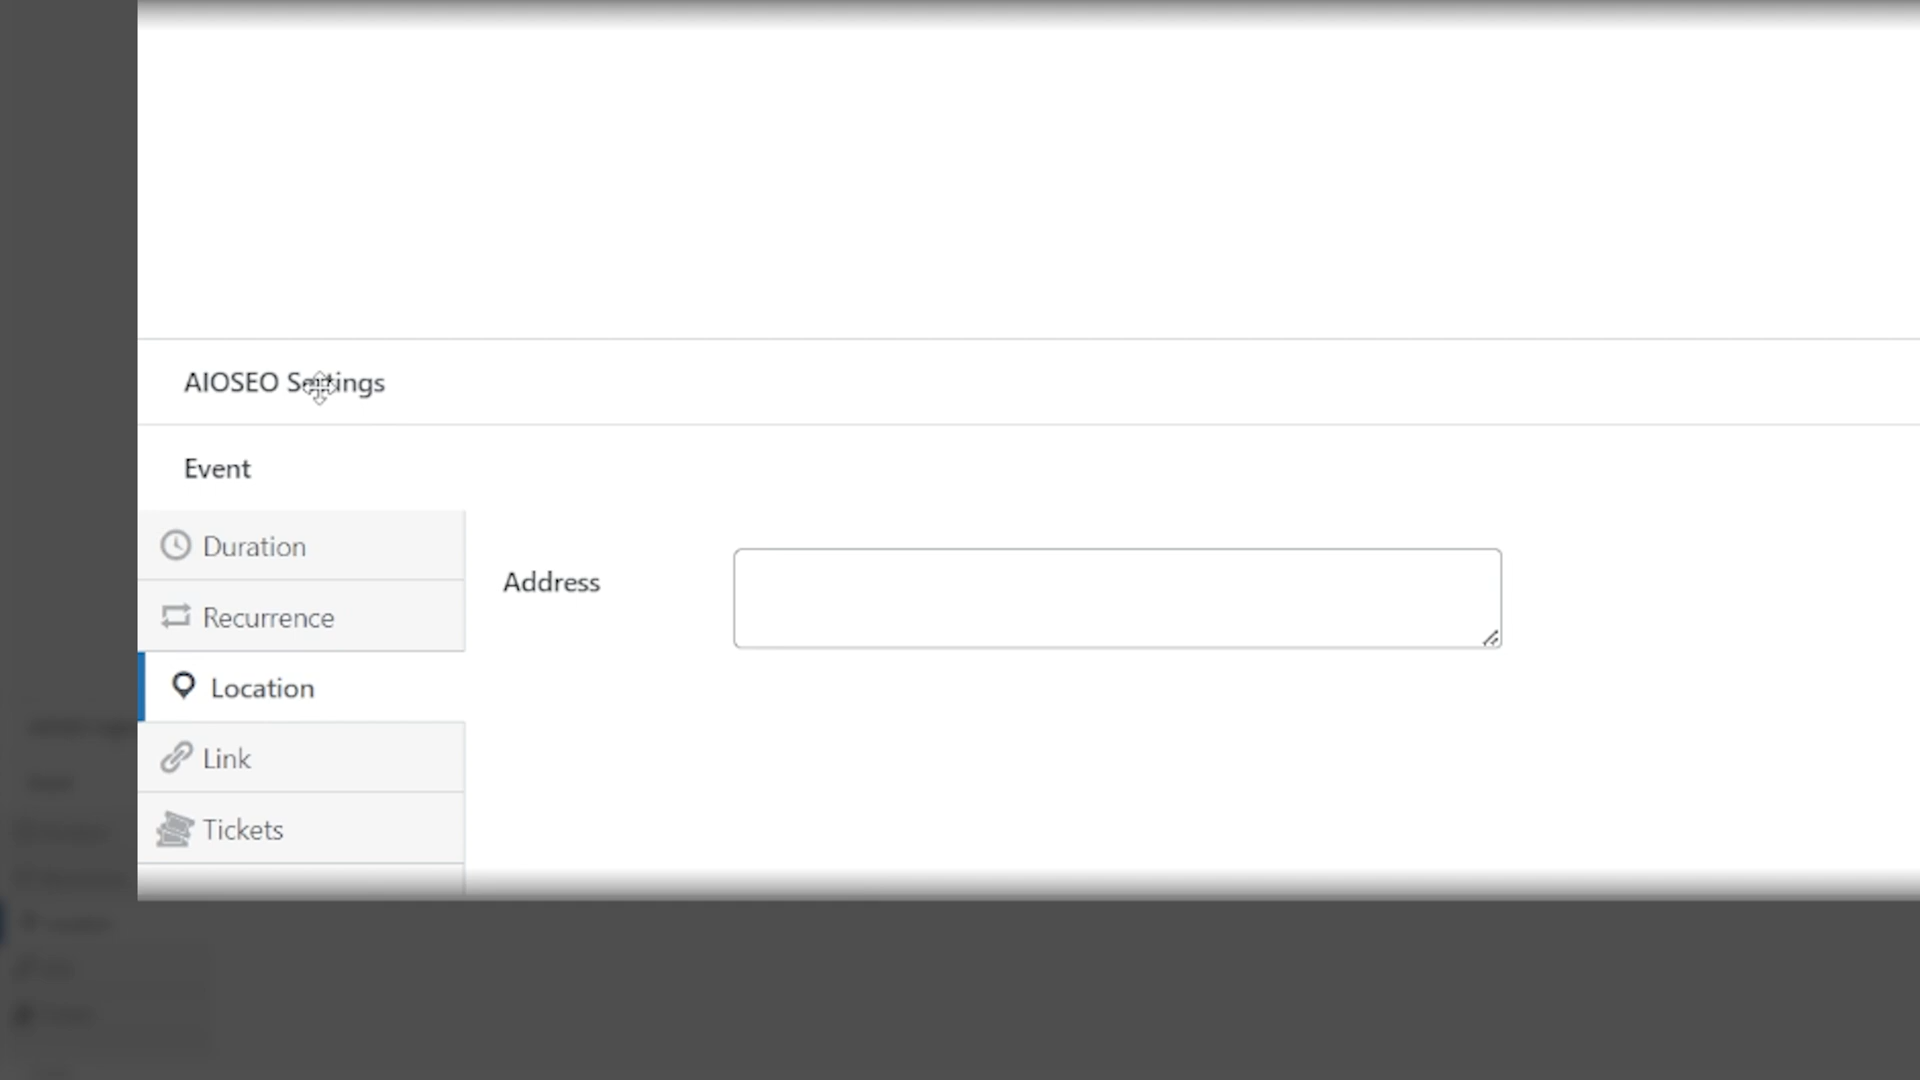 AIOSEO Settings
Event
Duration
Recurrence
Location
Link
Tickets
Address